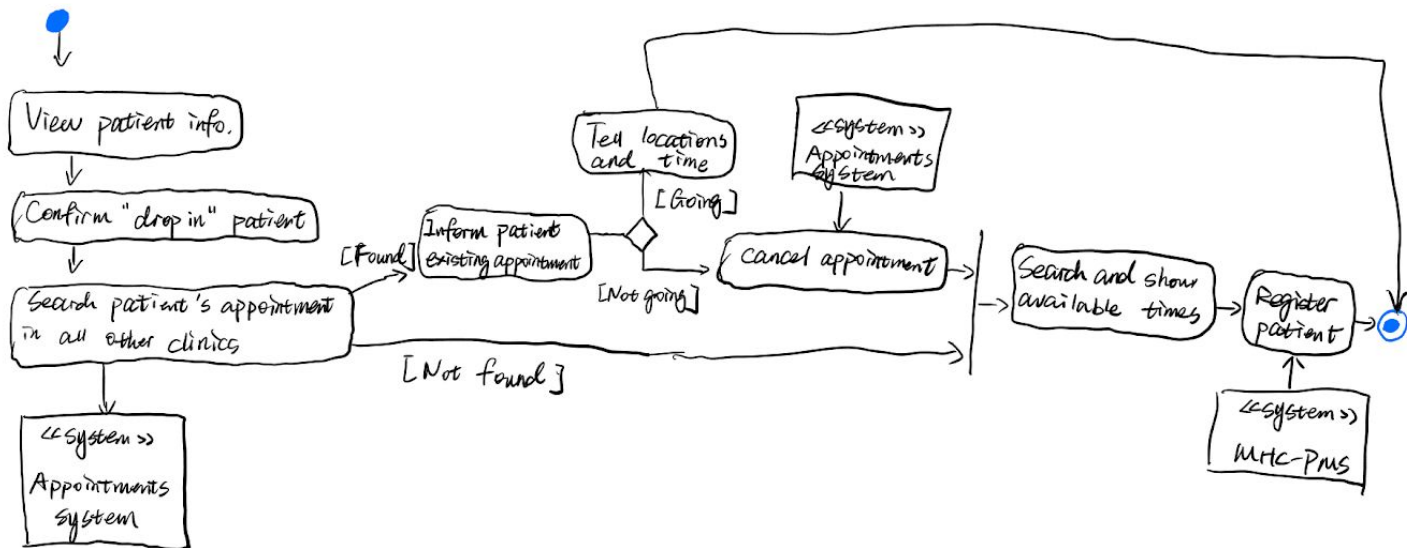 View patient info.
Confirm "drop in" patient
Search patient's appointment
in all other clinics
<<system>>
Appointments
system
[Found]
[Not found]
Inform patient
existing appointment
Tell locations
and time
[Going]
[Not going]
<<system>>
Appointments
system
Cancel appointment
Search and show
available times
Register
patient
<<system>>
MHC-PMS